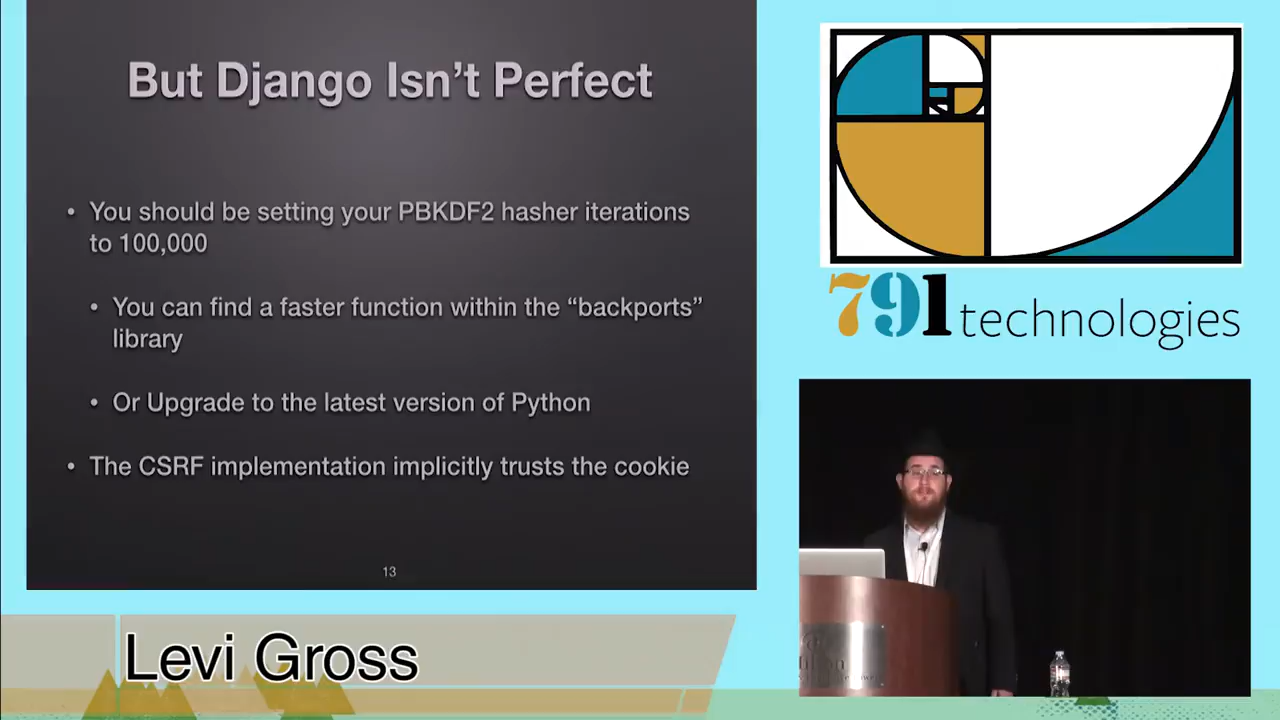 But Django Isn't Perfect
• You should be setting your PBKDF2 hasher iterations
to 100,000
• You can find a faster function within the “backports”
library
• Or Upgrade to the latest version of Python
• The CSRF implementation implicitly trusts the cookie
13
791 technologies
Levi Gross